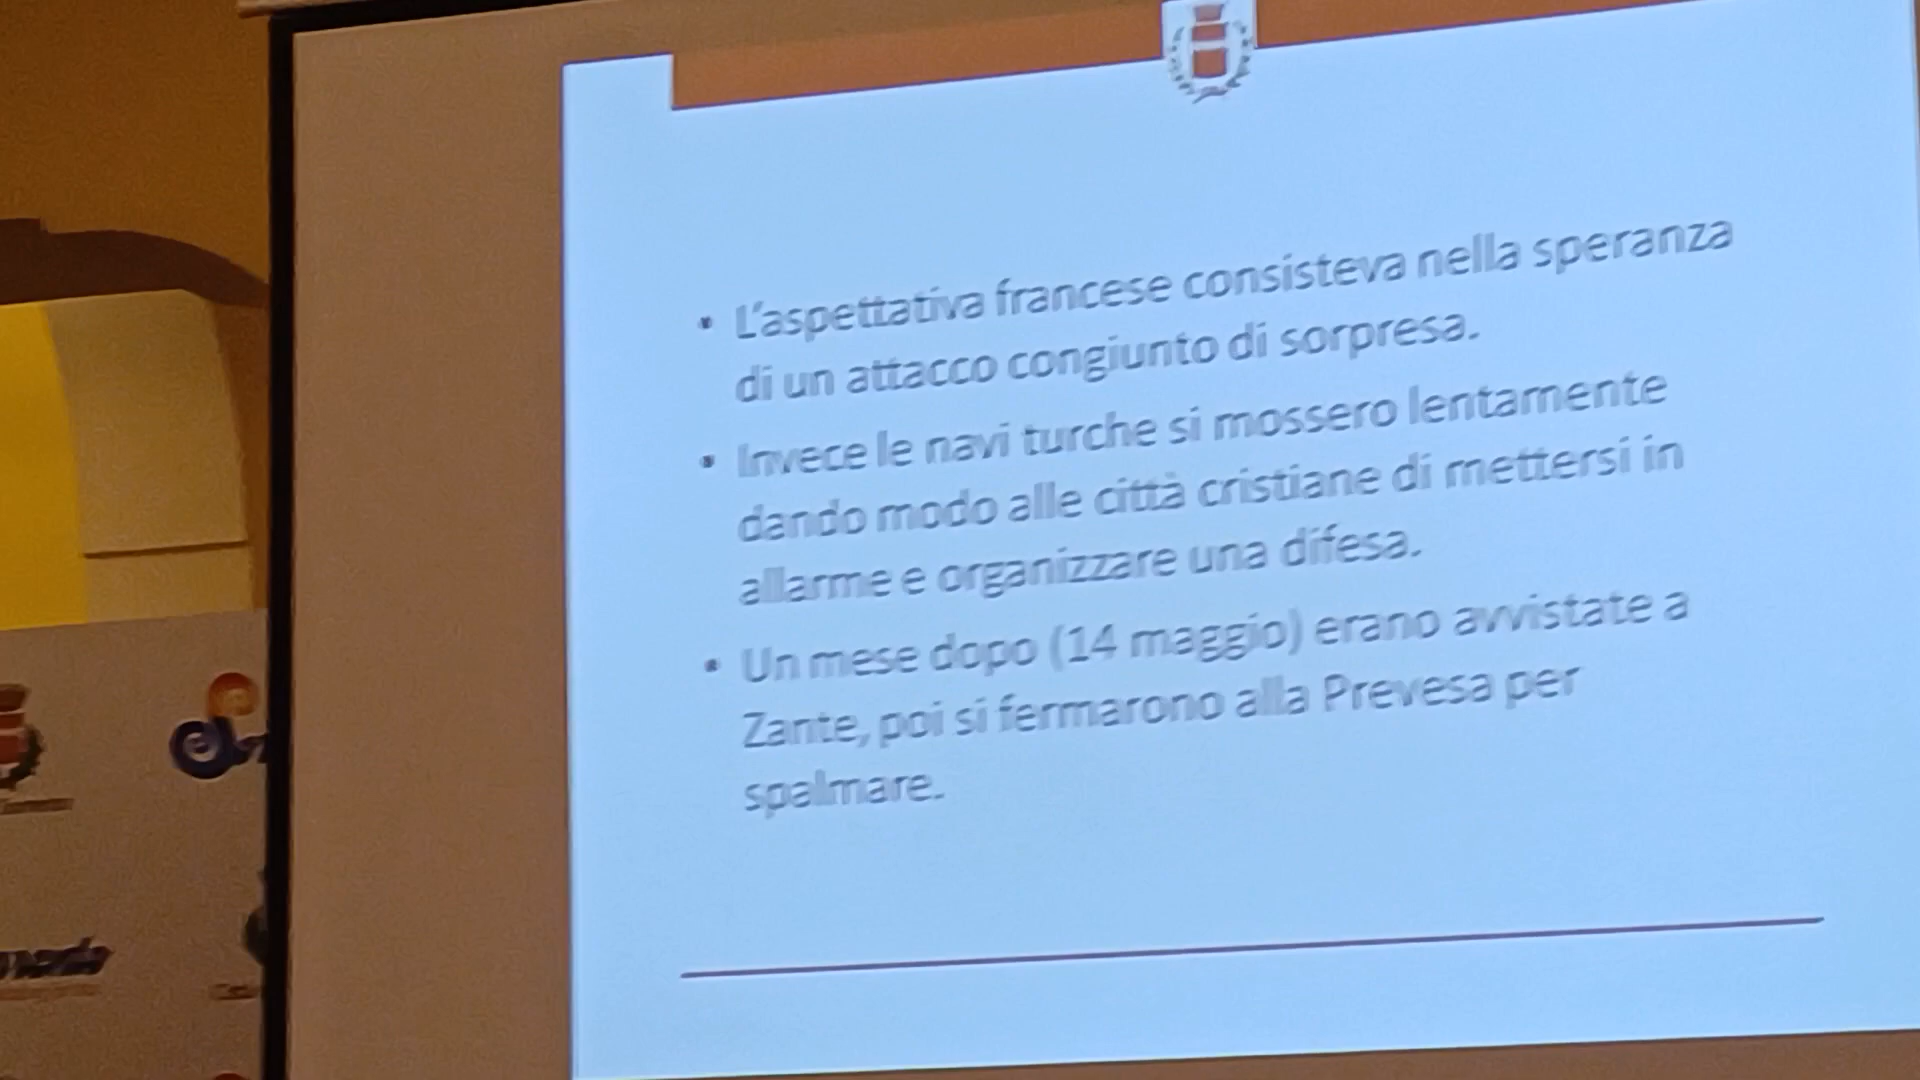 • L'aspettativa francese consisteva nella speranza
di un attacco congiunto di sorpresa.
• Invece le navi turche si mossero lentamente
dando modo alle città cristiane di mettersi in
allarme e organizzare una difesa.
• Un mese dopo (14 maggio) erano avvistate a
Zante, poi si fermarono alla Prevesa per
spalmare.